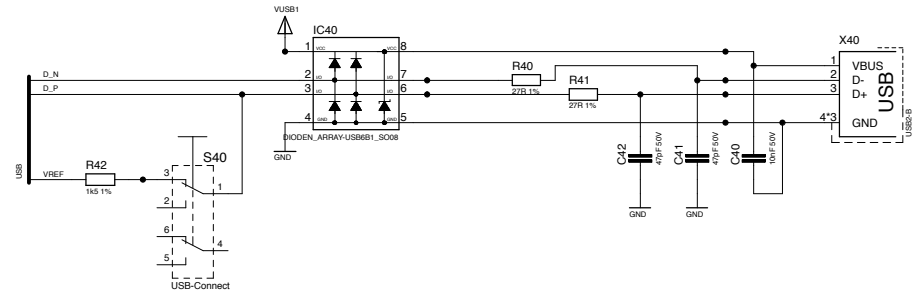 VUSB1
IC40
1 VCC VCC 8
2 I/O I/O 7
3 I/O I/O 6
4 GND GND 5
DIODEN_ARRAY-USB6B1_SO08
GND
D_N
D_P
USB
VREF
R42
1k5 1%
S40
3
1
2
6
4
5
USB-Connect
R40
27R 1%
R41
27R 1%
C42
47pF 50V
GND
C41
47pF 50V
GND
C40
10nF 50V
X40
1 VBUS
2 D-
3 D+
4*3 GND
USB
USB2-B